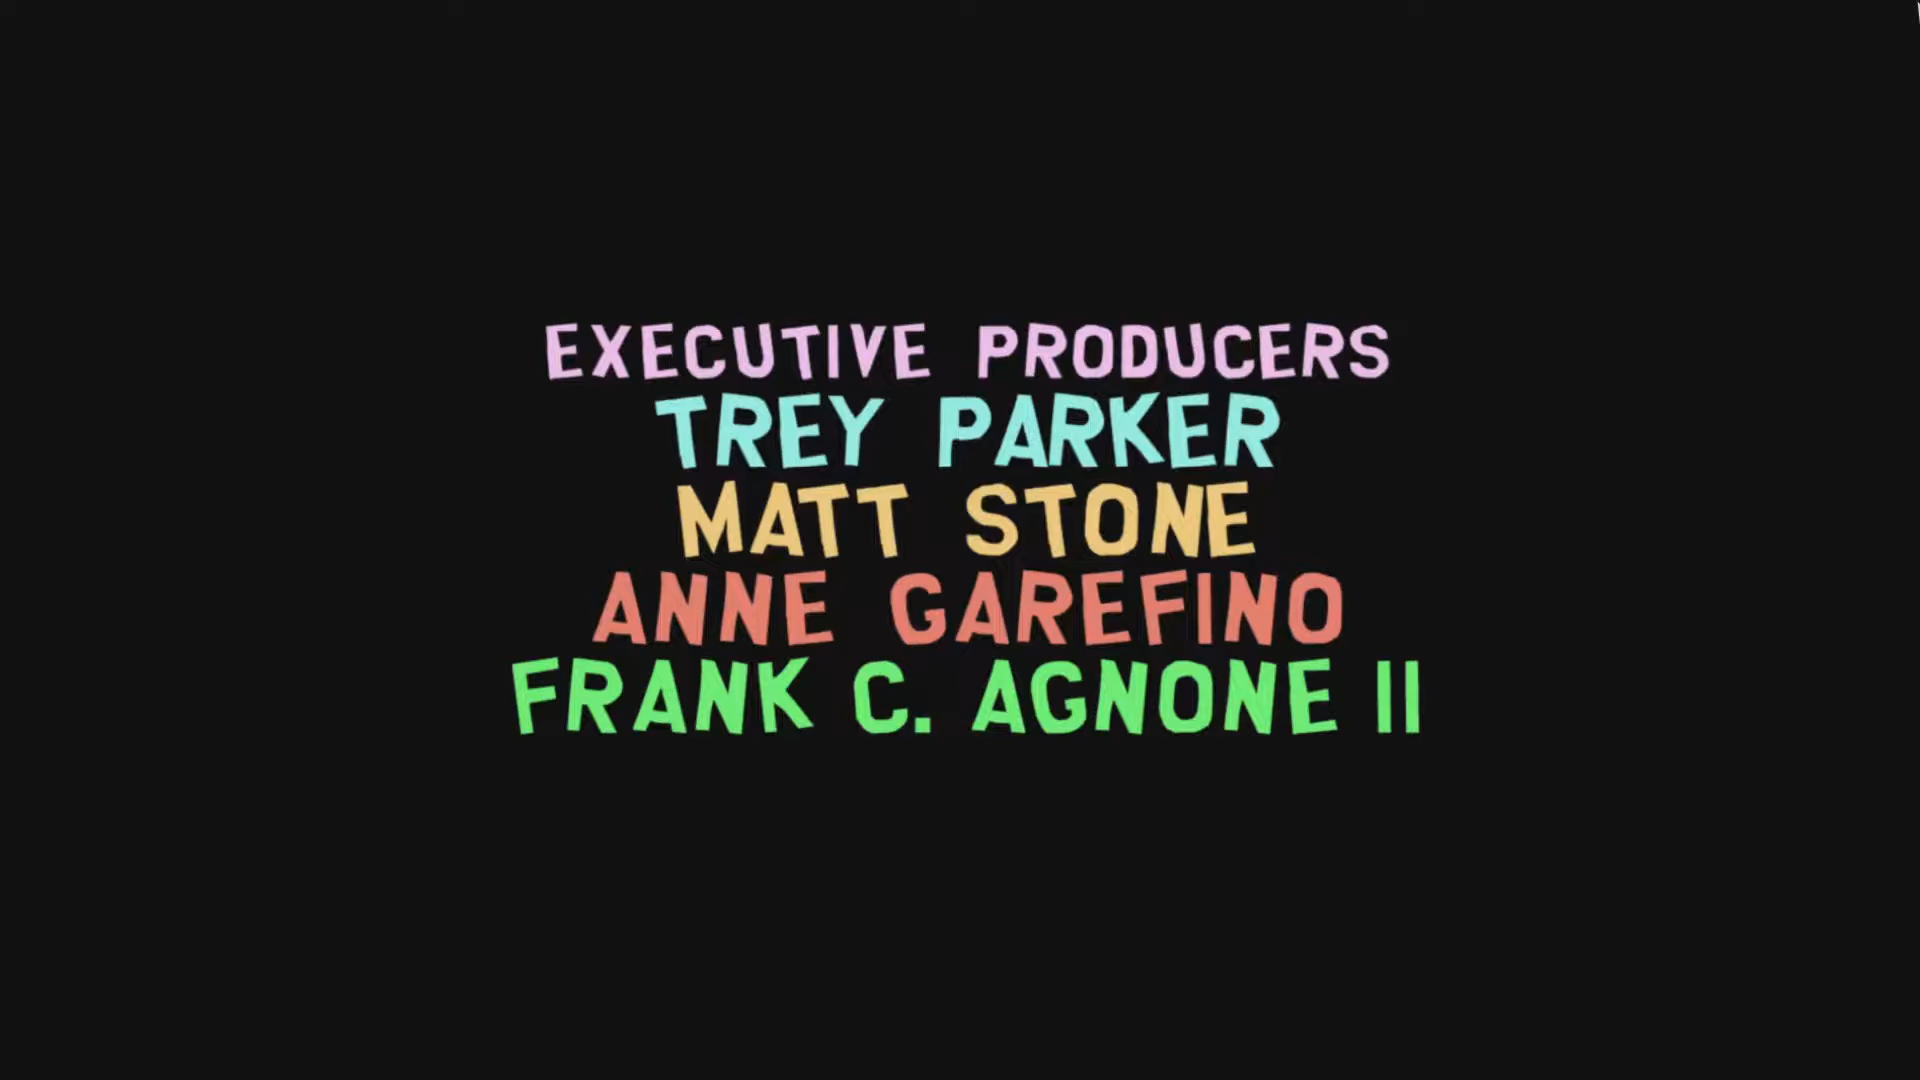 EXECUTIVE PRODUCERS
TREY PARKER
MATT STONE
ANNE GAREFINO
FRANK C. AGNONE II